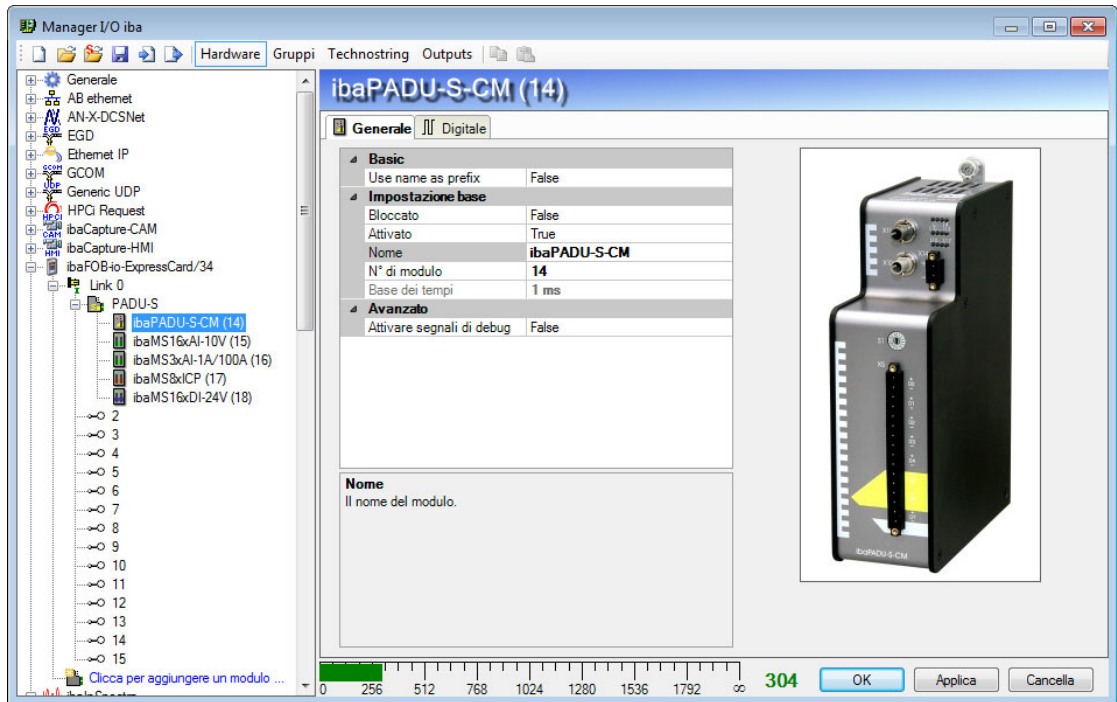 Manager I/O iba
Hardware Gruppi Technostring Outputs
Generale
AB ethernet
AN-X-DCSNet
EGD
Ethernet IP
GCOM
Generic UDP
HPCi Request
ibaCapture-CAM
ibaCapture-HMI
ibaFOB-io-ExpressCard/34
Link 0
PADU-S
ibaPADU-S-CM (14)
ibaMS16xAI-10V (15)
ibaMS3xAI-1A/100A (16)
ibaMS8xICP (17)
ibaMS16xDI-24V (18)
2
3
4
5
6
7
8
9
10
11
12
13
14
15
Clicca per aggiungere un modulo ...
ibaPADU-S-CM (14)
Generale Digitale
Basic
Use name as prefix False
Impostazione base
Bloccato False
Attivato True
Nome ibaPADU-S-CM
N° di modulo 14
Base dei tempi 1 ms
Avanzato
Attivare segnali di debug False
Nome
Il nome del modulo.
ibaPADU-S-CM
0 256 512 768 1024 1280 1536 1792 ∞ 304
OK Applica Cancella